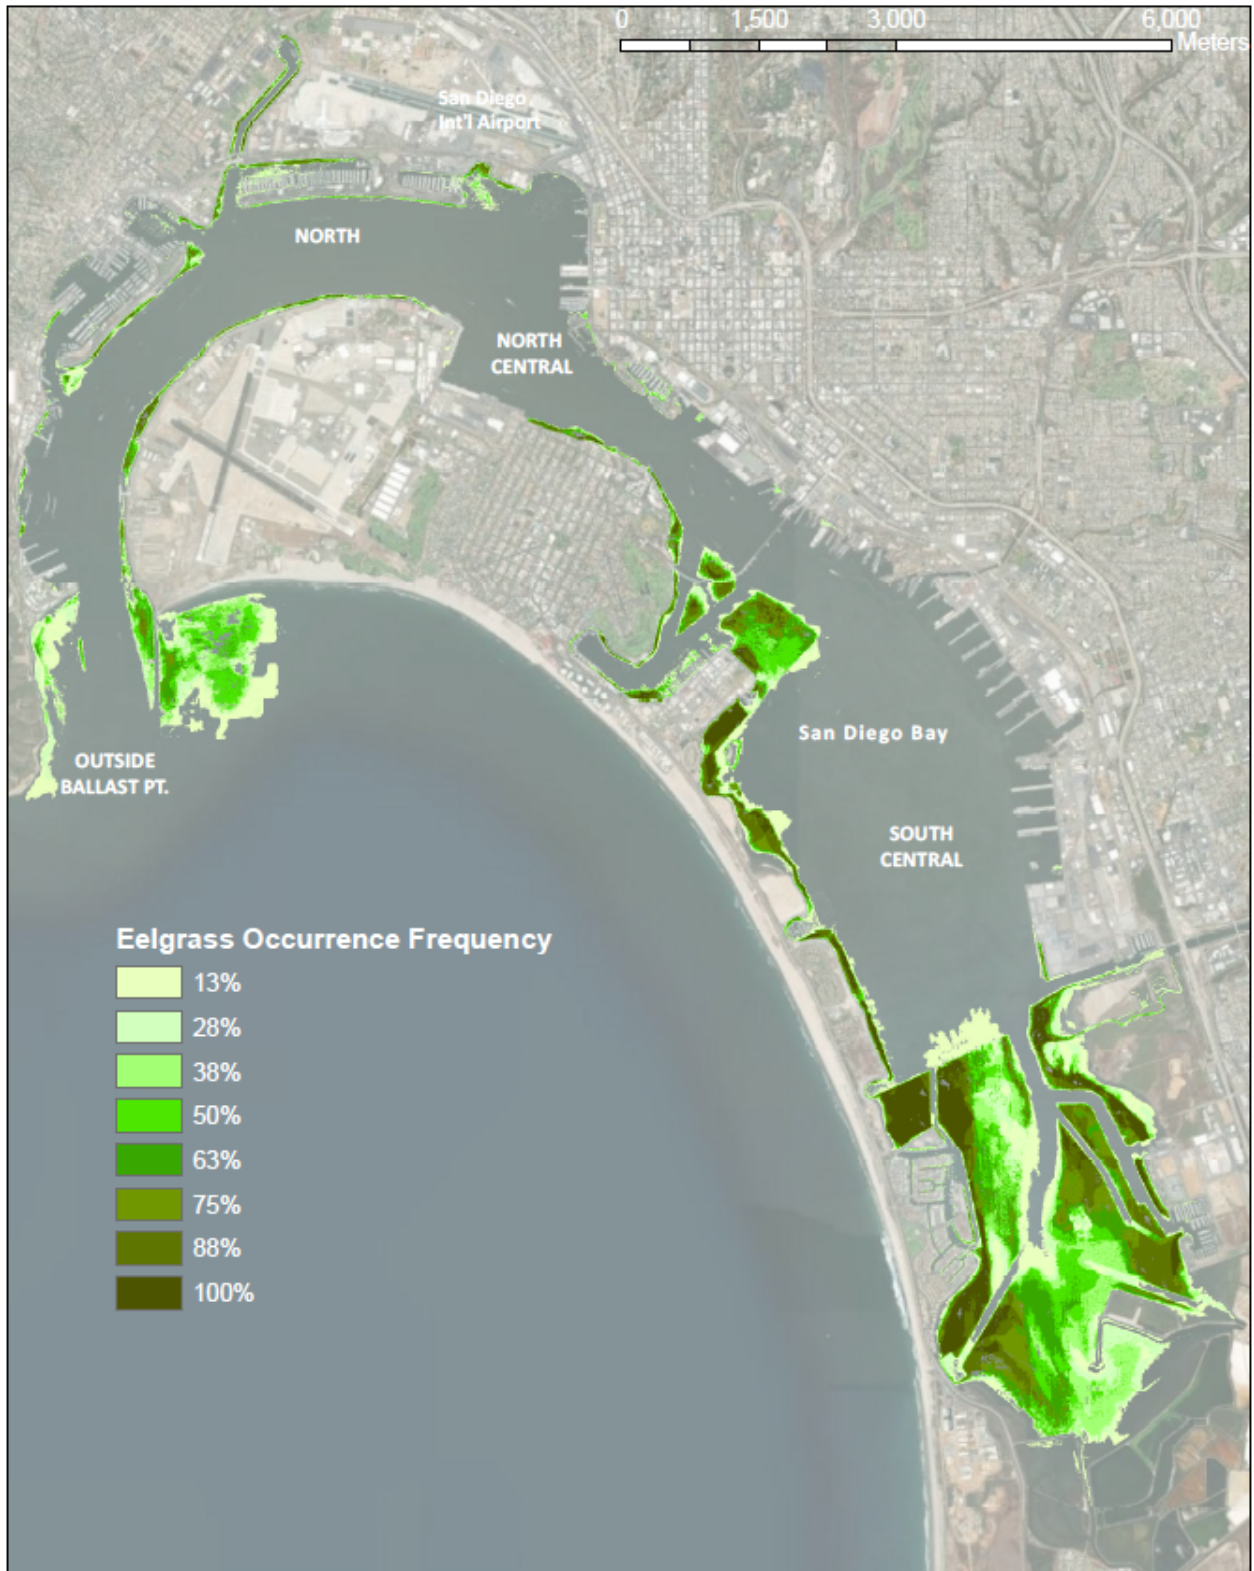 0 1,500 3,000 6,000
Meters
San Diego
Int'l Airport
NORTH
NORTH
CENTRAL
OUTSIDE
BALLAST PT.
San Diego Bay
SOUTH
CENTRAL
Eelgrass Occurrence Frequency
13%
28%
38%
50%
63%
75%
88%
100%